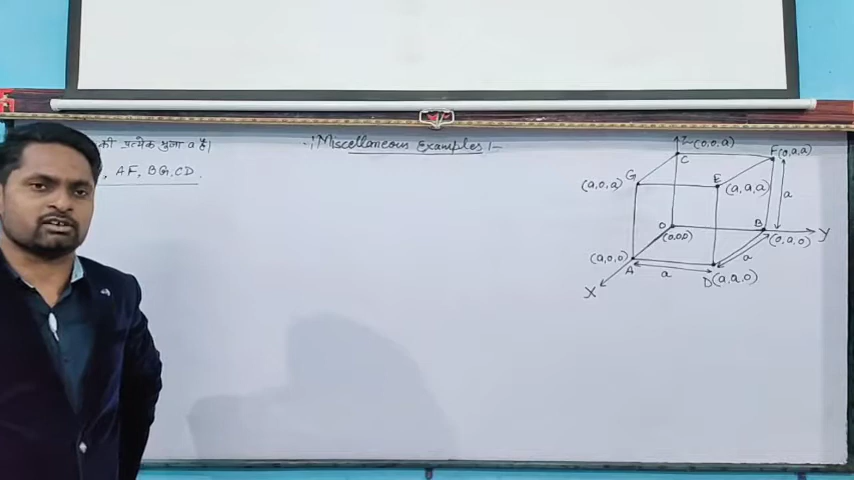 की प्रत्येक भुजा a है।
, AF, BG, CD.
:Miscellaneous Examples:-
Z (0,0,a)
C
F(0,a,a)
G
E
(a,0,a)
(a,a,a)
a
O
(0,0,0)
B
(0,a,0)
Y
(a,0,0)
A
a
a
D(a,a,0)
X